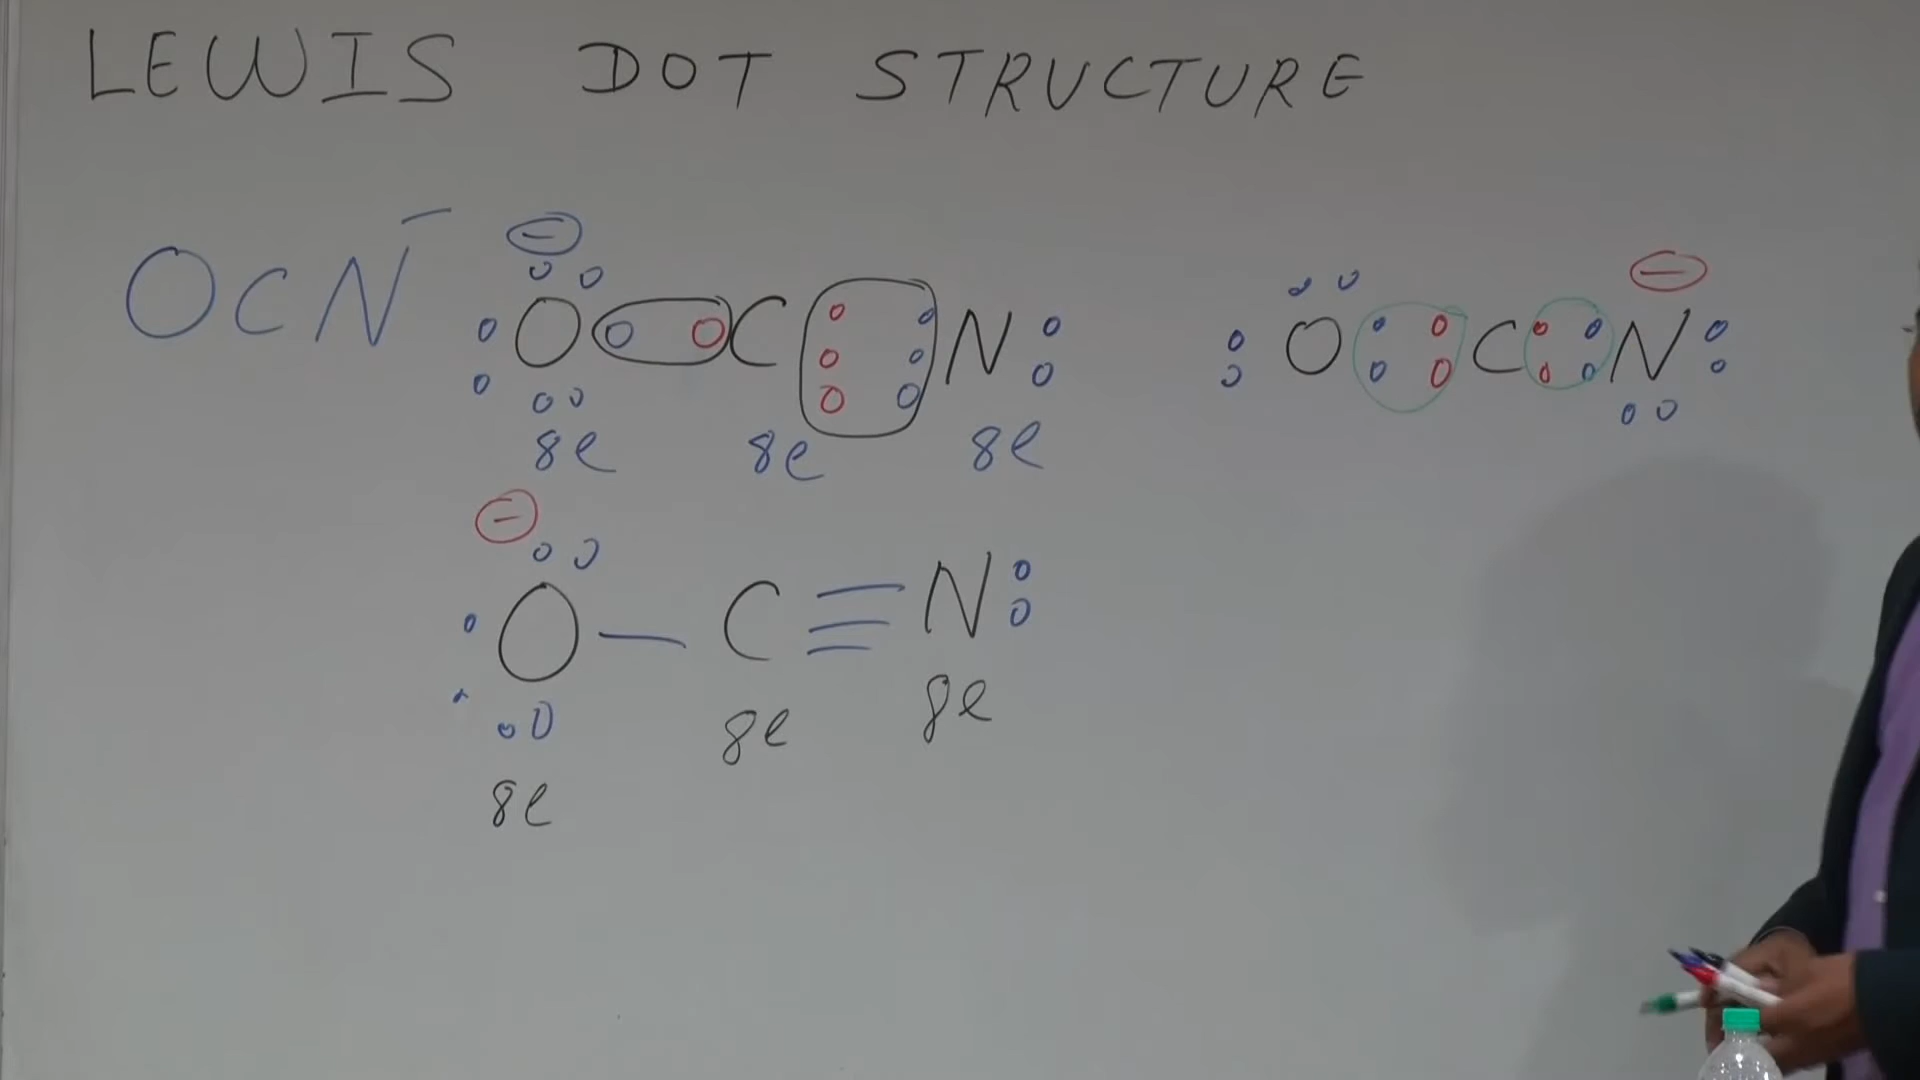 LEWIS DOT STRUCTURE
OCN⁻
⊖
O C N
8e 8e 8e
⊖
O C N
⊖
O — C ≡ N
8e 8e 8e